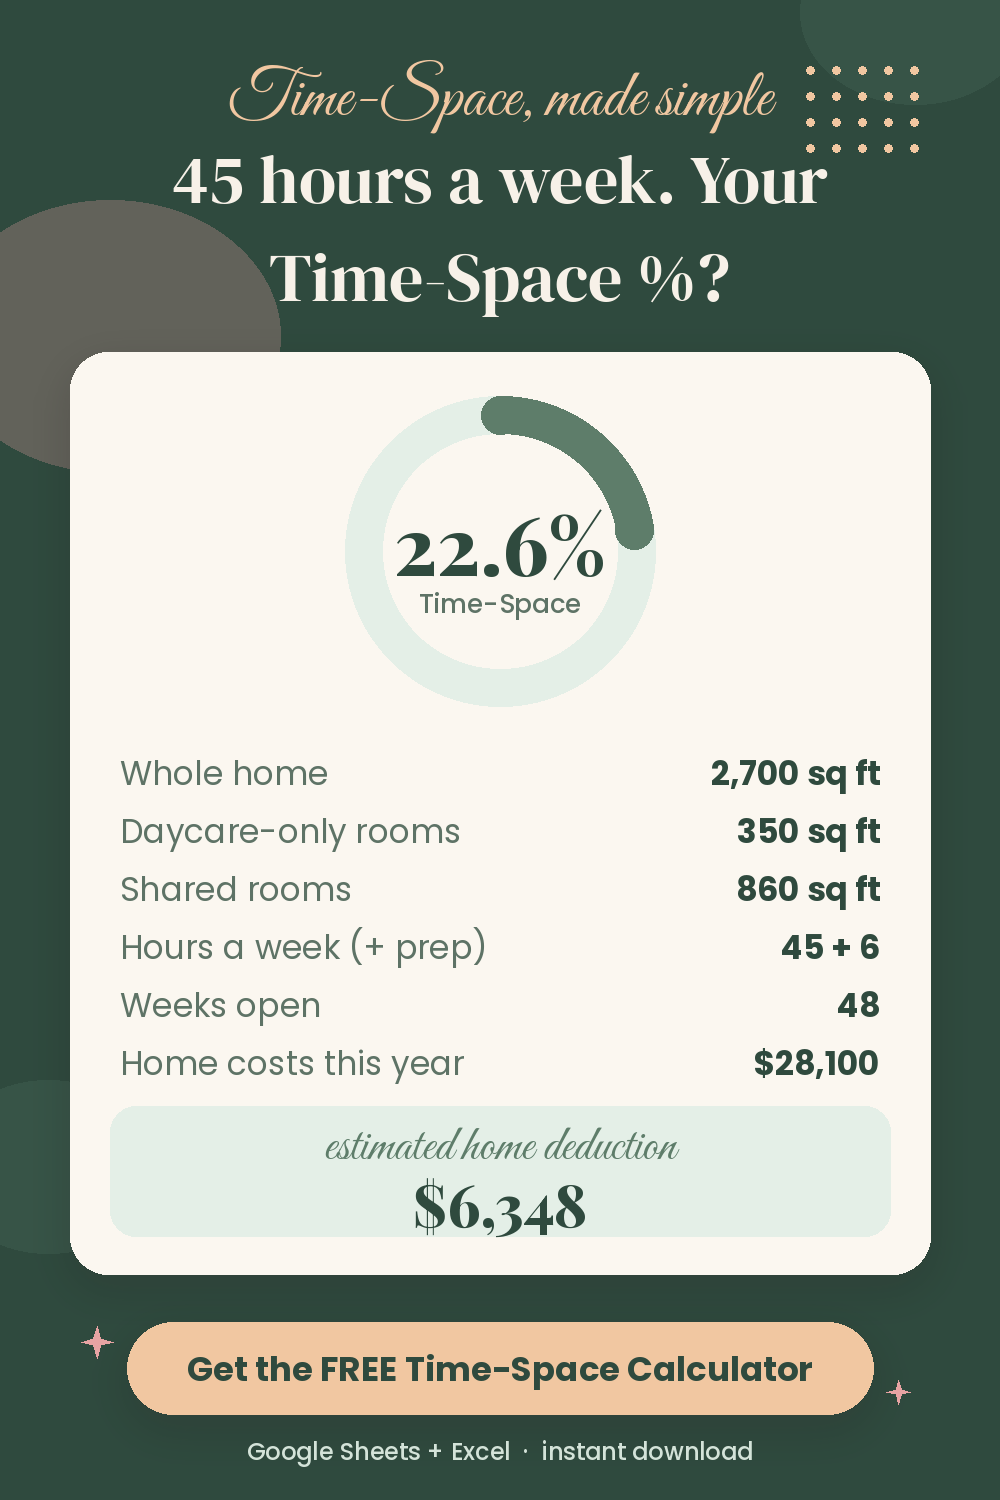 Time-Space, made simple
45 hours a week. Your
Time-Space %?
22.6%
Time-Space
Whole home 2,700 sq ft
Daycare-only rooms 350 sq ft
Shared rooms 860 sq ft
Hours a week (+ prep) 45 + 6
Weeks open 48
Home costs this year $28,100
estimated home deduction
$6,348
Get the FREE Time-Space Calculator
Google Sheets + Excel · instant download